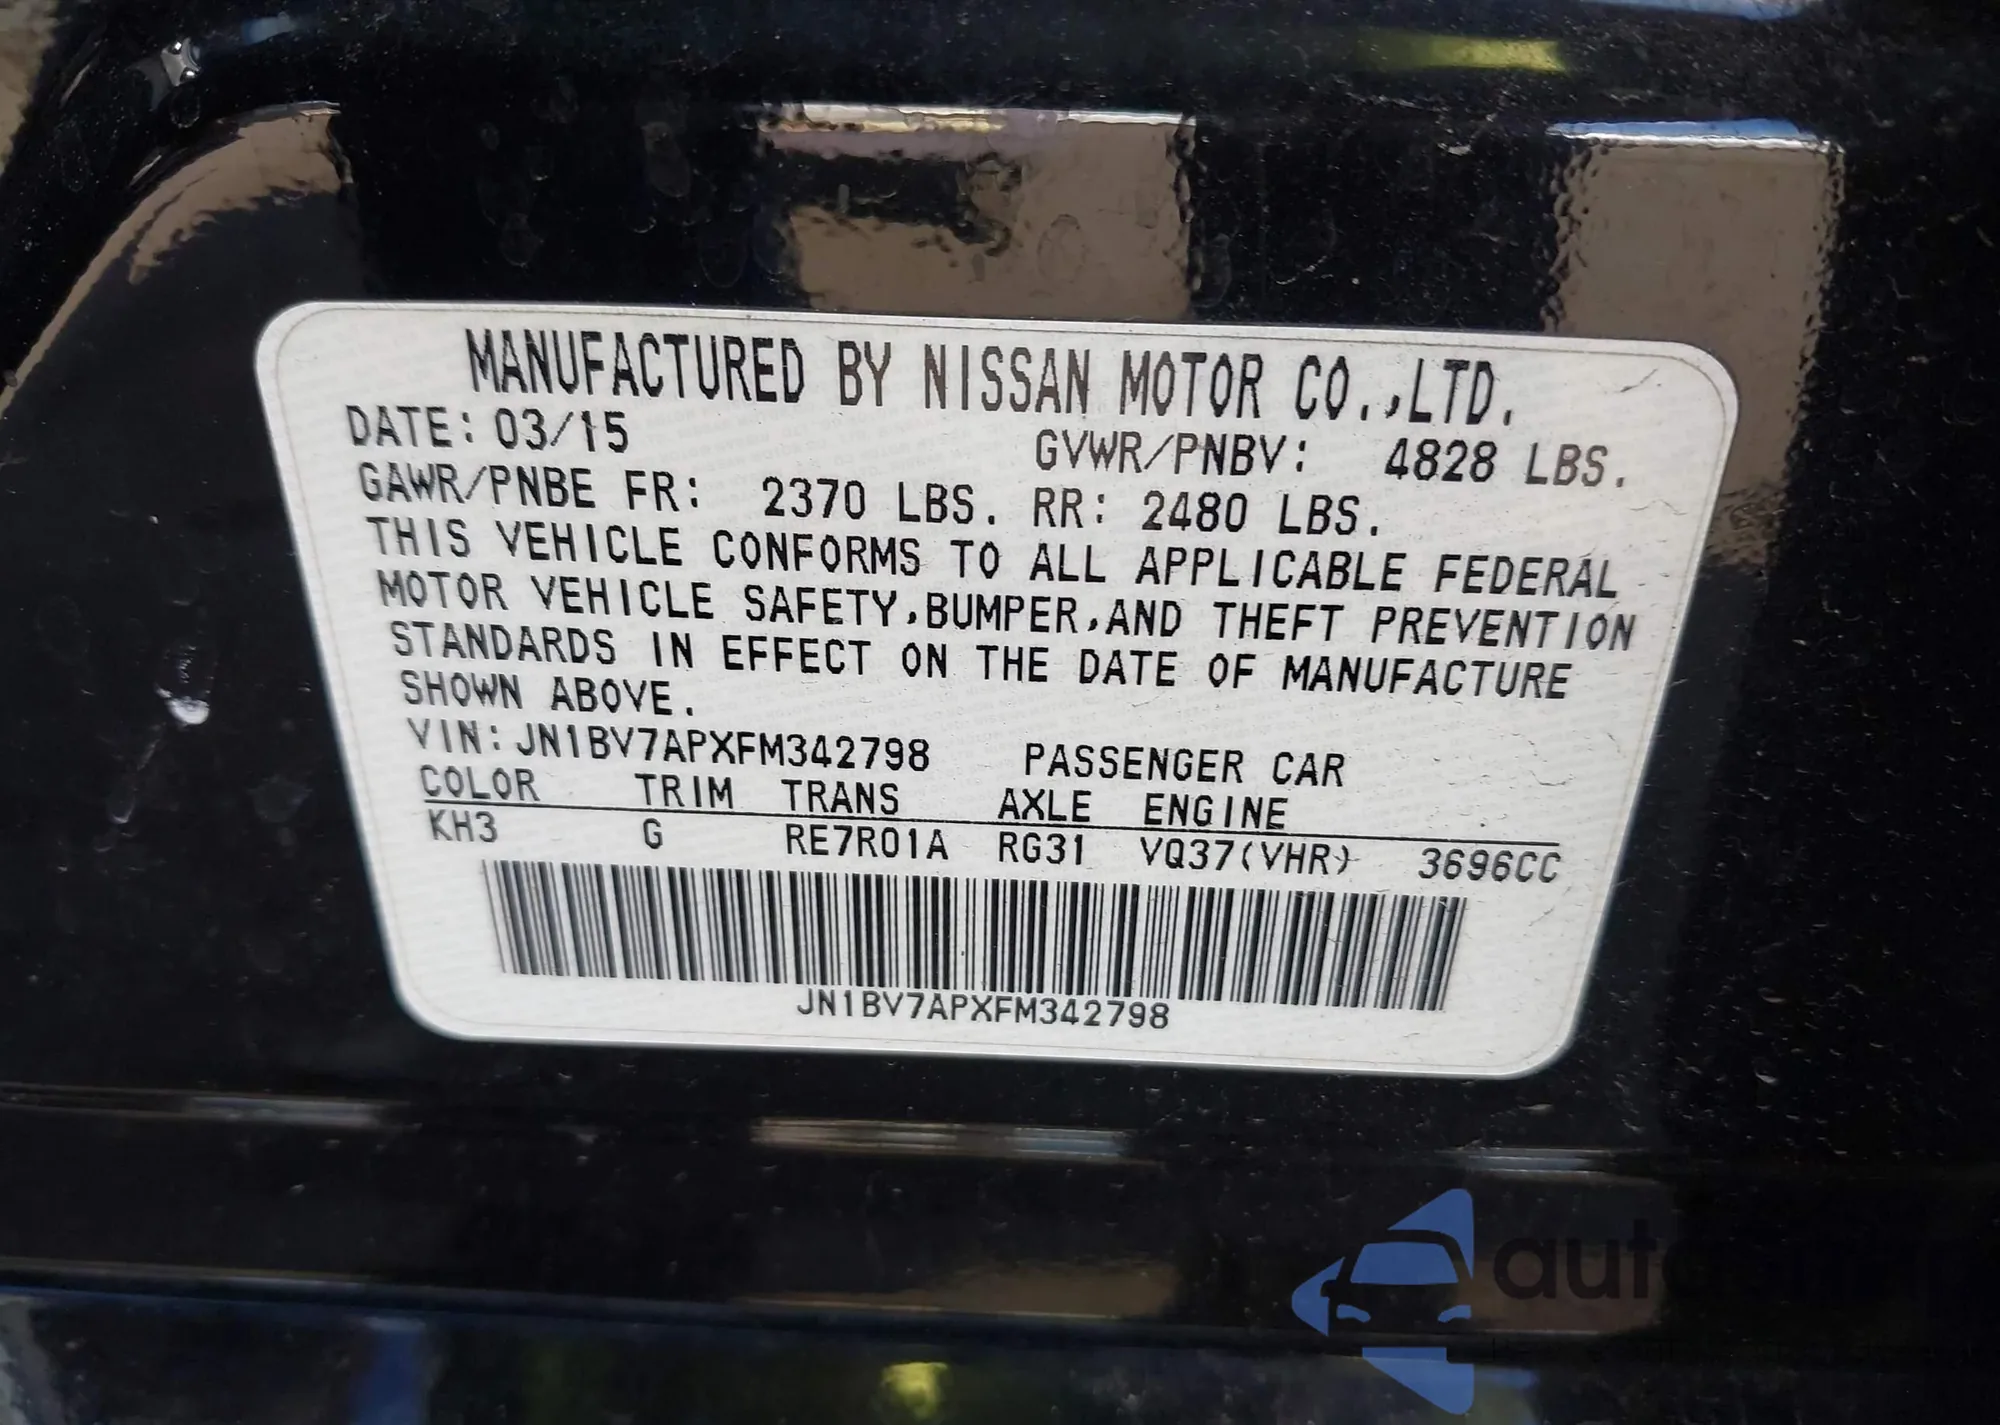 MANUFACTURED BY NISSAN MOTOR CO.,LTD.
DATE: 03/15 GVWR/PNBV: 4828 LBS.
GAWR/PNBE FR: 2370 LBS. RR: 2480 LBS.
THIS VEHICLE CONFORMS TO ALL APPLICABLE FEDERAL
MOTOR VEHICLE SAFETY,BUMPER,AND THEFT PREVENTION
STANDARDS IN EFFECT ON THE DATE OF MANUFACTURE
SHOWN ABOVE.
VIN:JN1BV7APXFM342798 PASSENGER CAR
COLOR TRIM TRANS AXLE ENGINE
KH3 G RE7R01A RG31 VQ37(VHR) 3696CC
JN1BV7APXFM342798